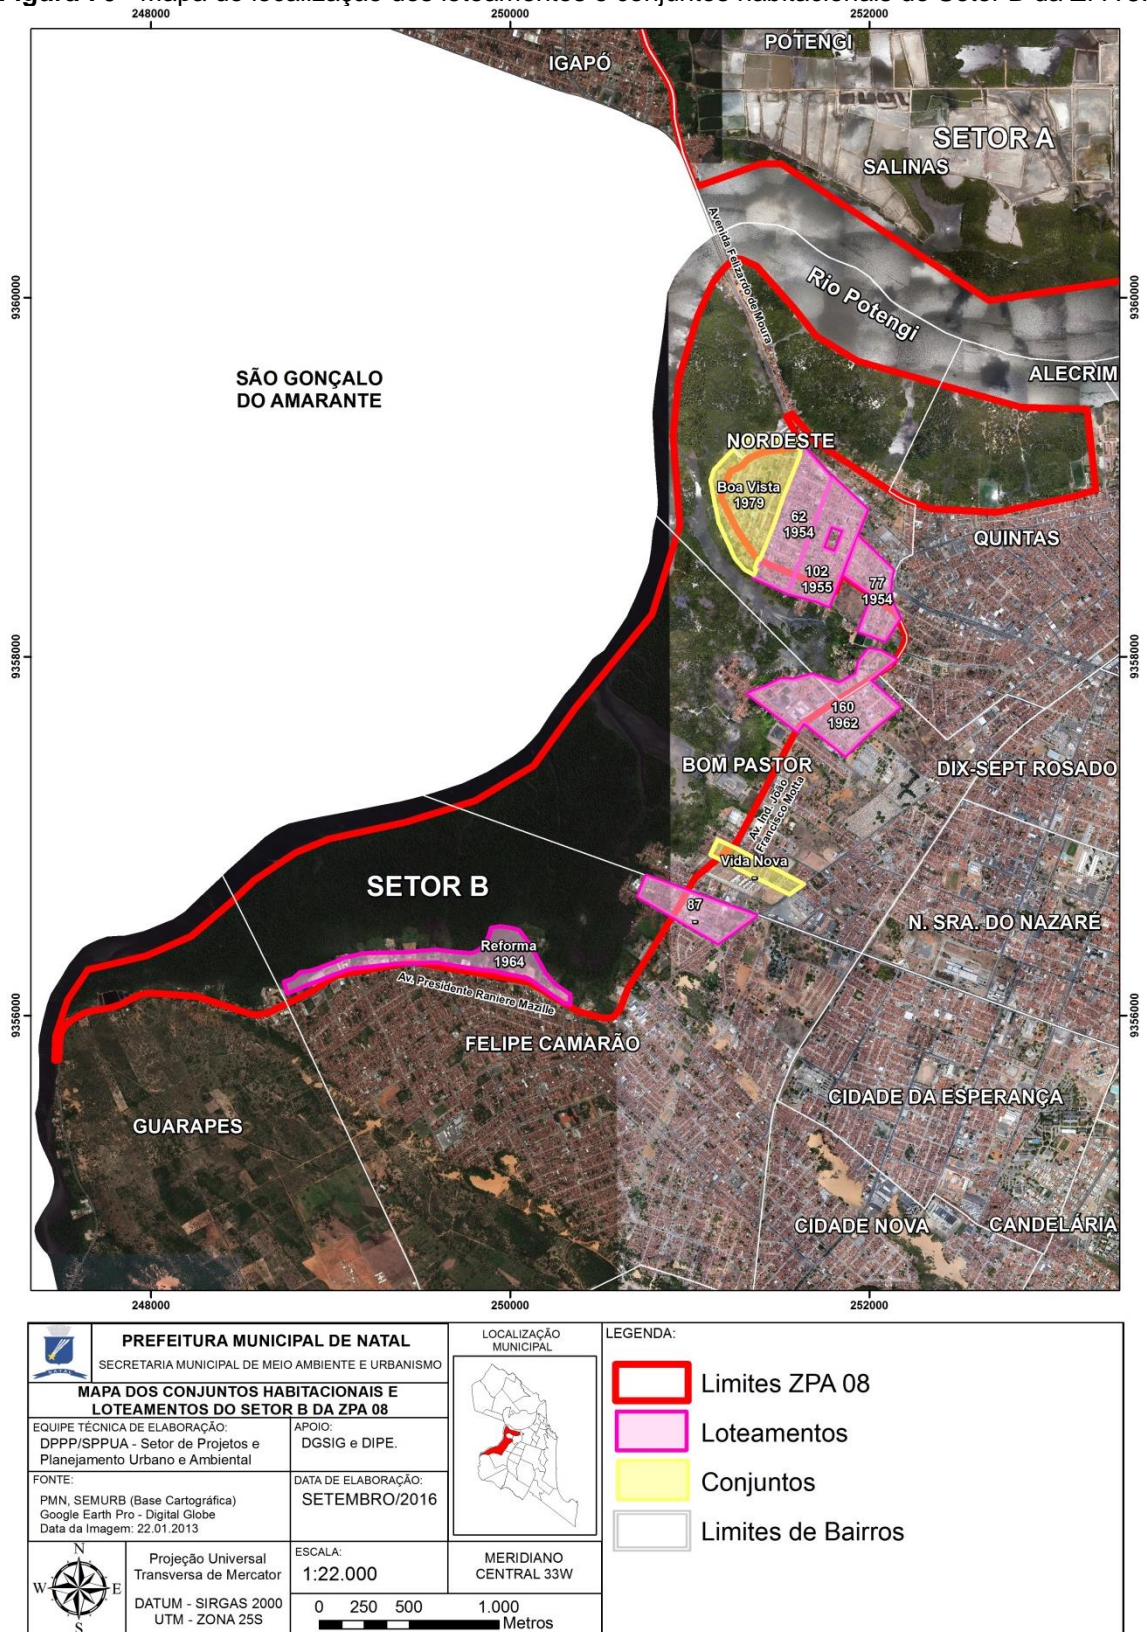 Mapa de localização dos loteamentos e conjuntos habitacionais do Setor B da
248000
250000
252000
POTENGI
IGAPÓ
SETOR A
SALINAS
Avenida Felizardo de Moura
9360000
9360000
Rio Potengi
SÃO GONÇALO
DO AMARANTE
ALECRIM
NORDESTE
Boa Vista
1979
62
1954
QUINTAS
102
1955
77
1954
9358000
9358000
160
1962
BOM PASTOR
DIX-SEPT ROSADO
Av. Ind. João
Francisco Motta
Vida Nova
-
SETOR B
87
-
N. SRA. DO NAZARÉ
Reforma
1964
Av. Presidente Raniere Mazille
9356000
9356000
FELIPE CAMARÃO
CIDADE DA ESPERANÇA
GUARAPES
CIDADE NOVA
CANDELÁRIA
248000
250000
252000
NATAL
PREFEITURA MUNICIPAL DE NATAL
SECRETARIA MUNICIPAL DE MEIO AMBIENTE E URBANISMO
MAPA DOS CONJUNTOS HABITACIONAIS E
LOTEAMENTOS DO SETOR B DA ZPA 08
EQUIPE TÉCNICA DE ELABORAÇÃO:
DPPP/SPPUA - Setor de Projetos e
Planejamento Urbano e Ambiental
APOIO:
DGSIG e DIPE.
FONTE:
PMN, SEMURB (Base Cartográfica)
Google Earth Pro - Digital Globe
Data da Imagem: 22.01.2013
DATA DE ELABORAÇÃO:
SETEMBRO/2016
LOCALIZAÇÃO
MUNICIPAL
N
W
E
S
Projeção Universal
Transversa de Mercator
DATUM - SIRGAS 2000
UTM - ZONA 25S
ESCALA:
1:22.000
MERIDIANO
CENTRAL 33W
0 250 500 1.000
Metros
LEGENDA:
Limites ZPA 08
Loteamentos
Conjuntos
Limites de Bairros